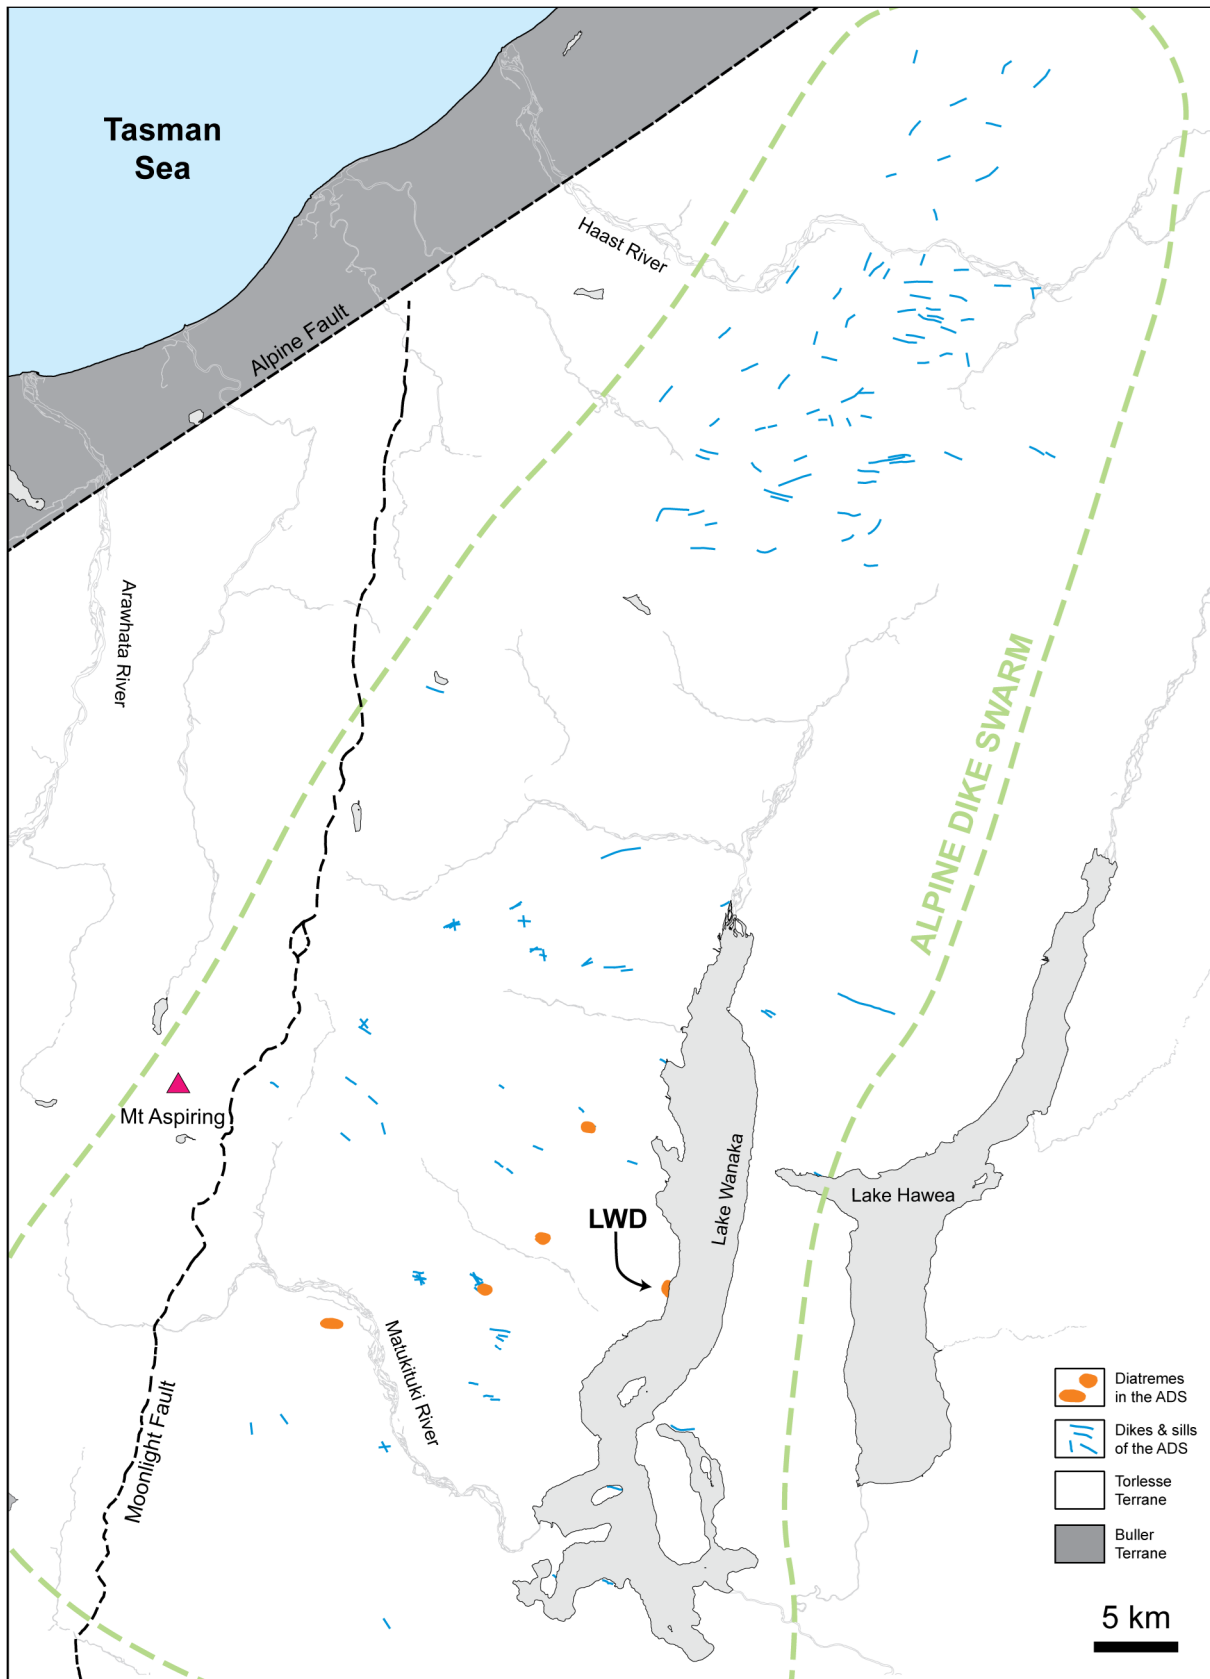 Tasman
Sea
Haast River
Alpine Fault
Arawhata River
ALPINE DIKE SWARM
Mt Aspiring
Lake Wanaka
Lake Hawea
LWD
Matukituki River
Moonlight Fault
Diatremes
in the ADS
Dikes & sills
of the ADS
Torlesse
Terrane
Buller
Terrane
5 km